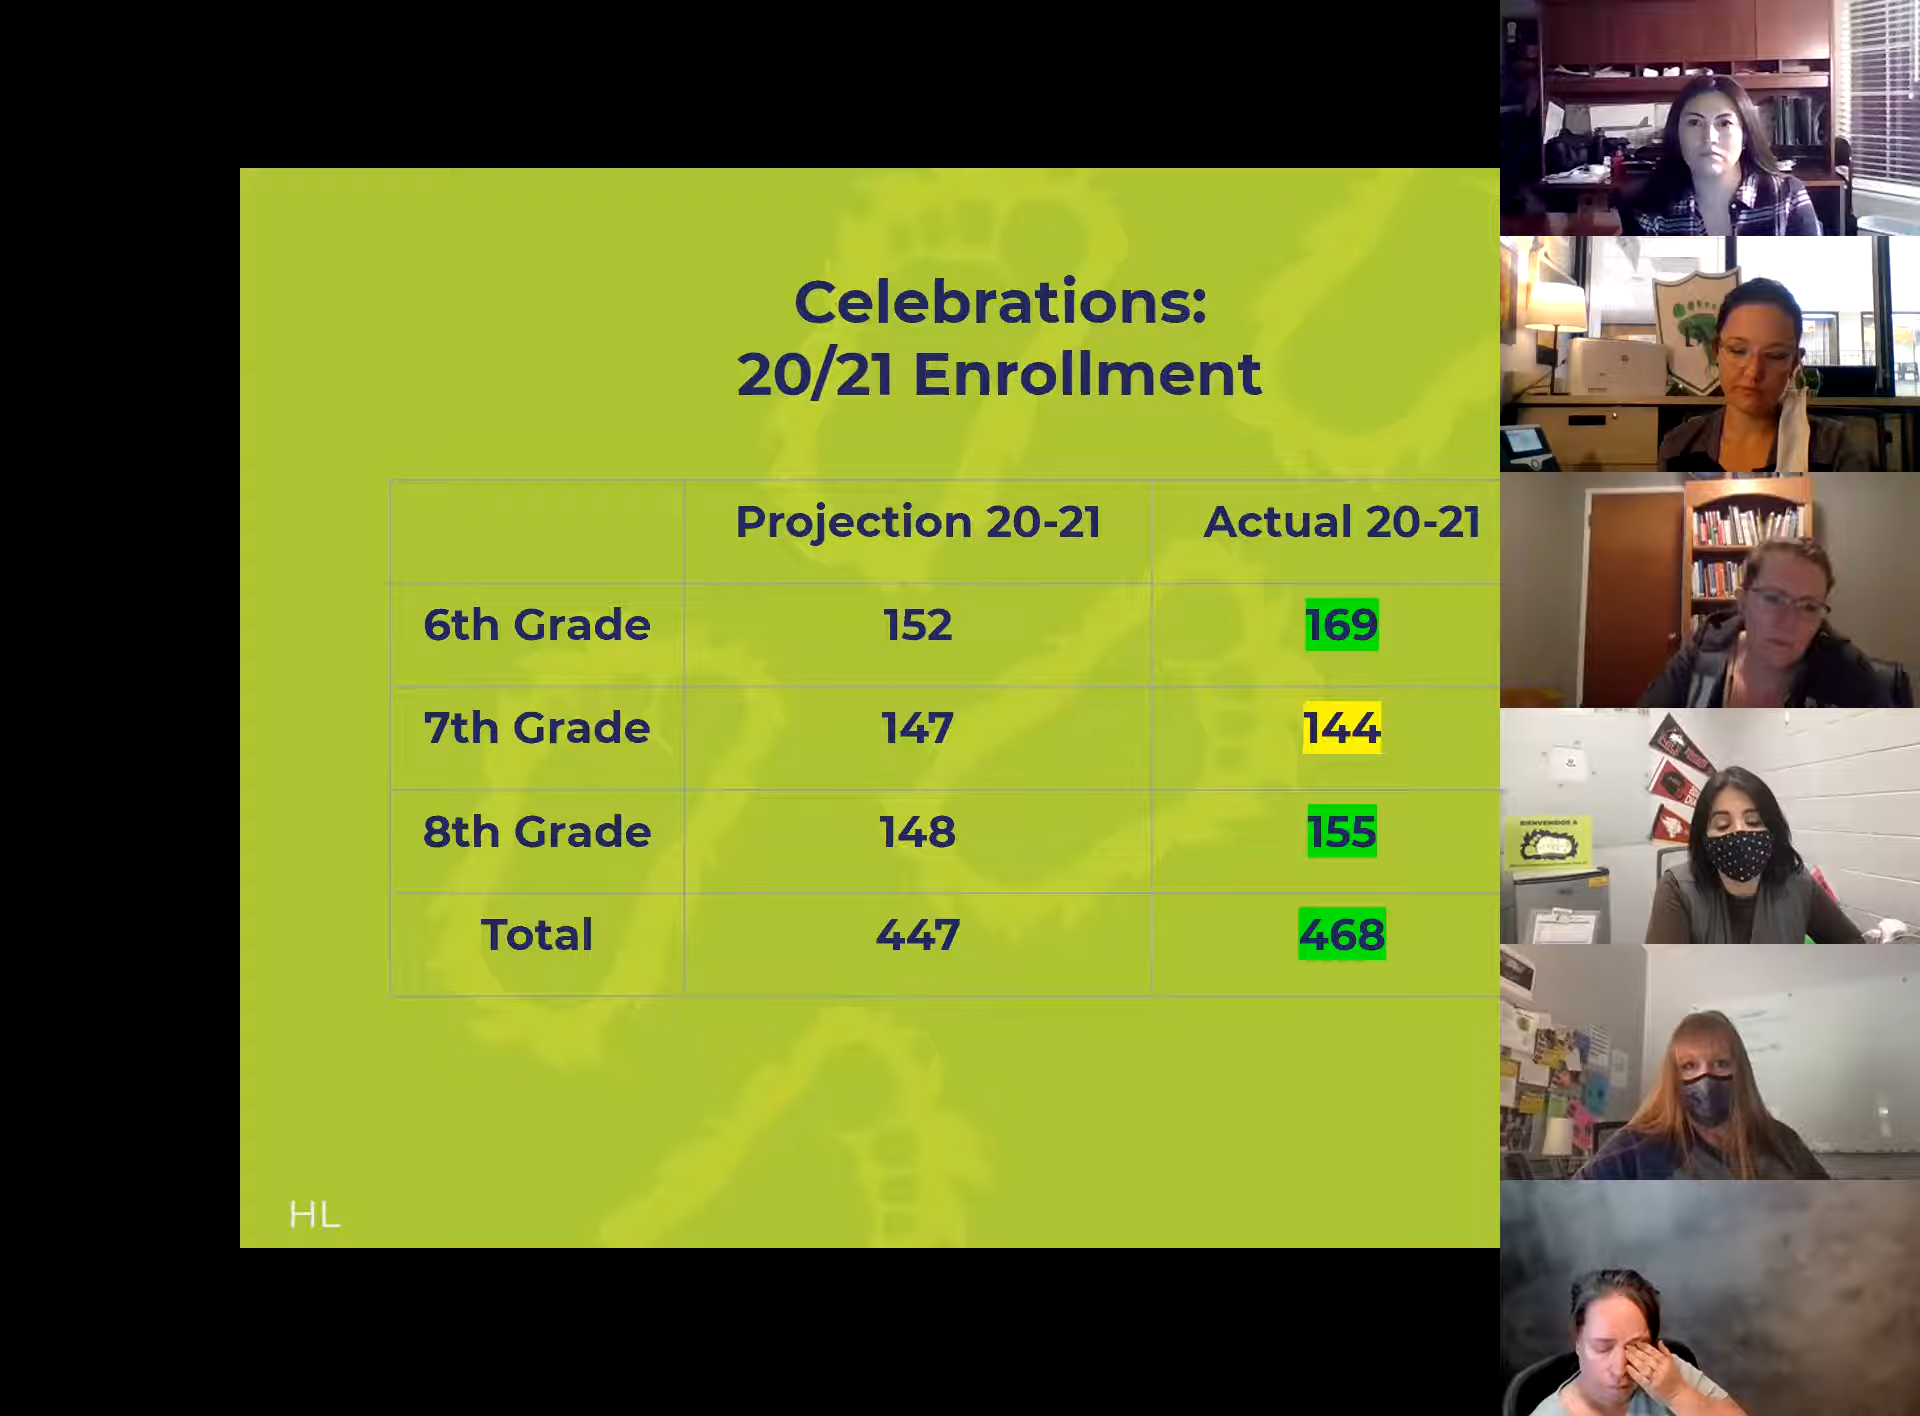 Celebrations:
20/21 Enrollment
Projection 20-21 Actual 20-21
6th Grade 152 169
7th Grade 147 144
8th Grade 148 155
Total 447 468
HL
BIENVENIDOS A